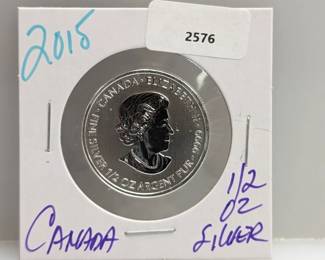 2015
2576
CANADA · ELIZABETH II
9999
FINE SILVER 1/2 OZ ARGENT PUR
CANADA
1/2
OZ
SILVER